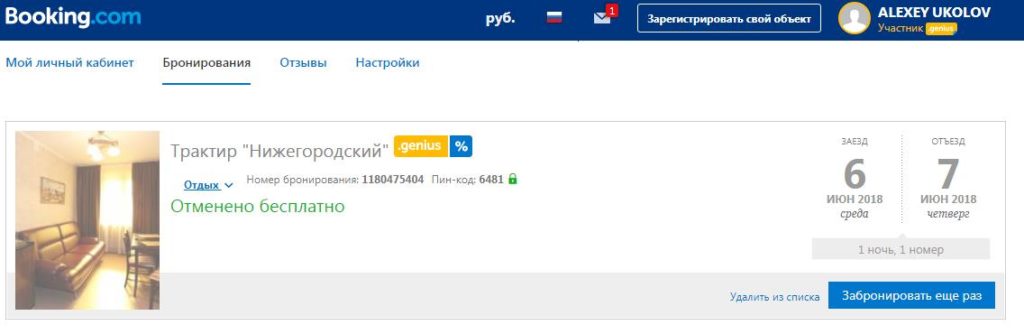 Booking.com
руб.
1
Зарегистрировать свой объект
ALEXEY UKOLOV
Участник .genius
Мой личный кабинет Бронирования Отзывы Настройки
Трактир "Нижегородский" .genius %
Отдых Номер бронирования: 1180475404 Пин-код: 6481
Отменено бесплатно
ЗАЕЗД ОТЪЕЗД
6 7
ИЮН 2018 ИЮН 2018
среда четверг
1 ночь, 1 номер
Удалить из списка Забронировать еще раз